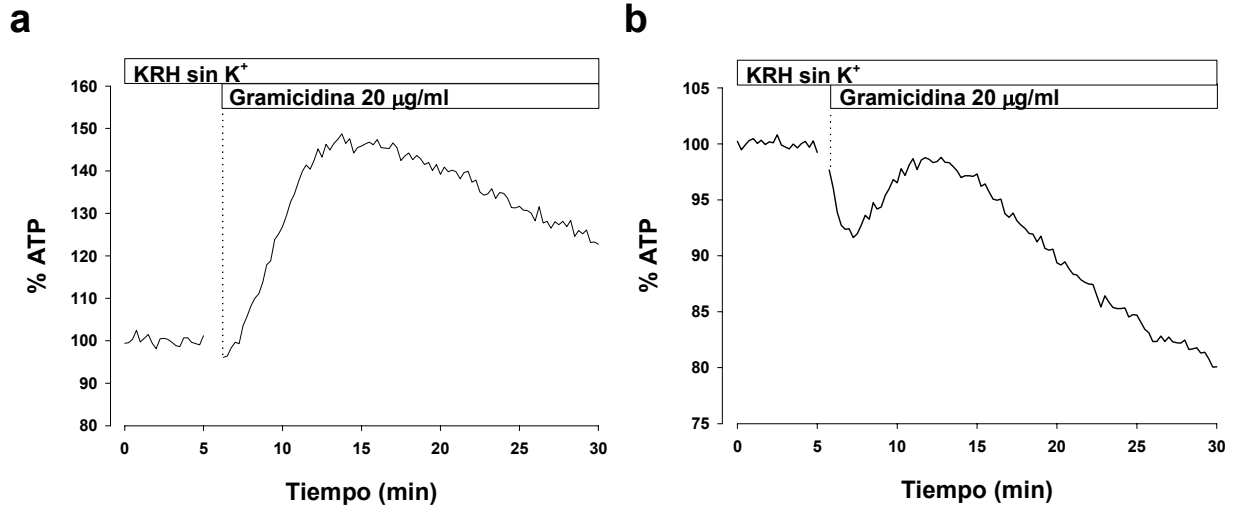 a
KRH sin K⁺
Gramicidina 20 μg/ml
160
150
140
130
120
110
100
90
80
% ATP
0 5 10 15 20 25 30
Tiempo (min)
b
KRH sin K⁺
Gramicidina 20 μg/ml
105
100
95
90
85
80
75
% ATP
0 5 10 15 20 25 30
Tiempo (min)